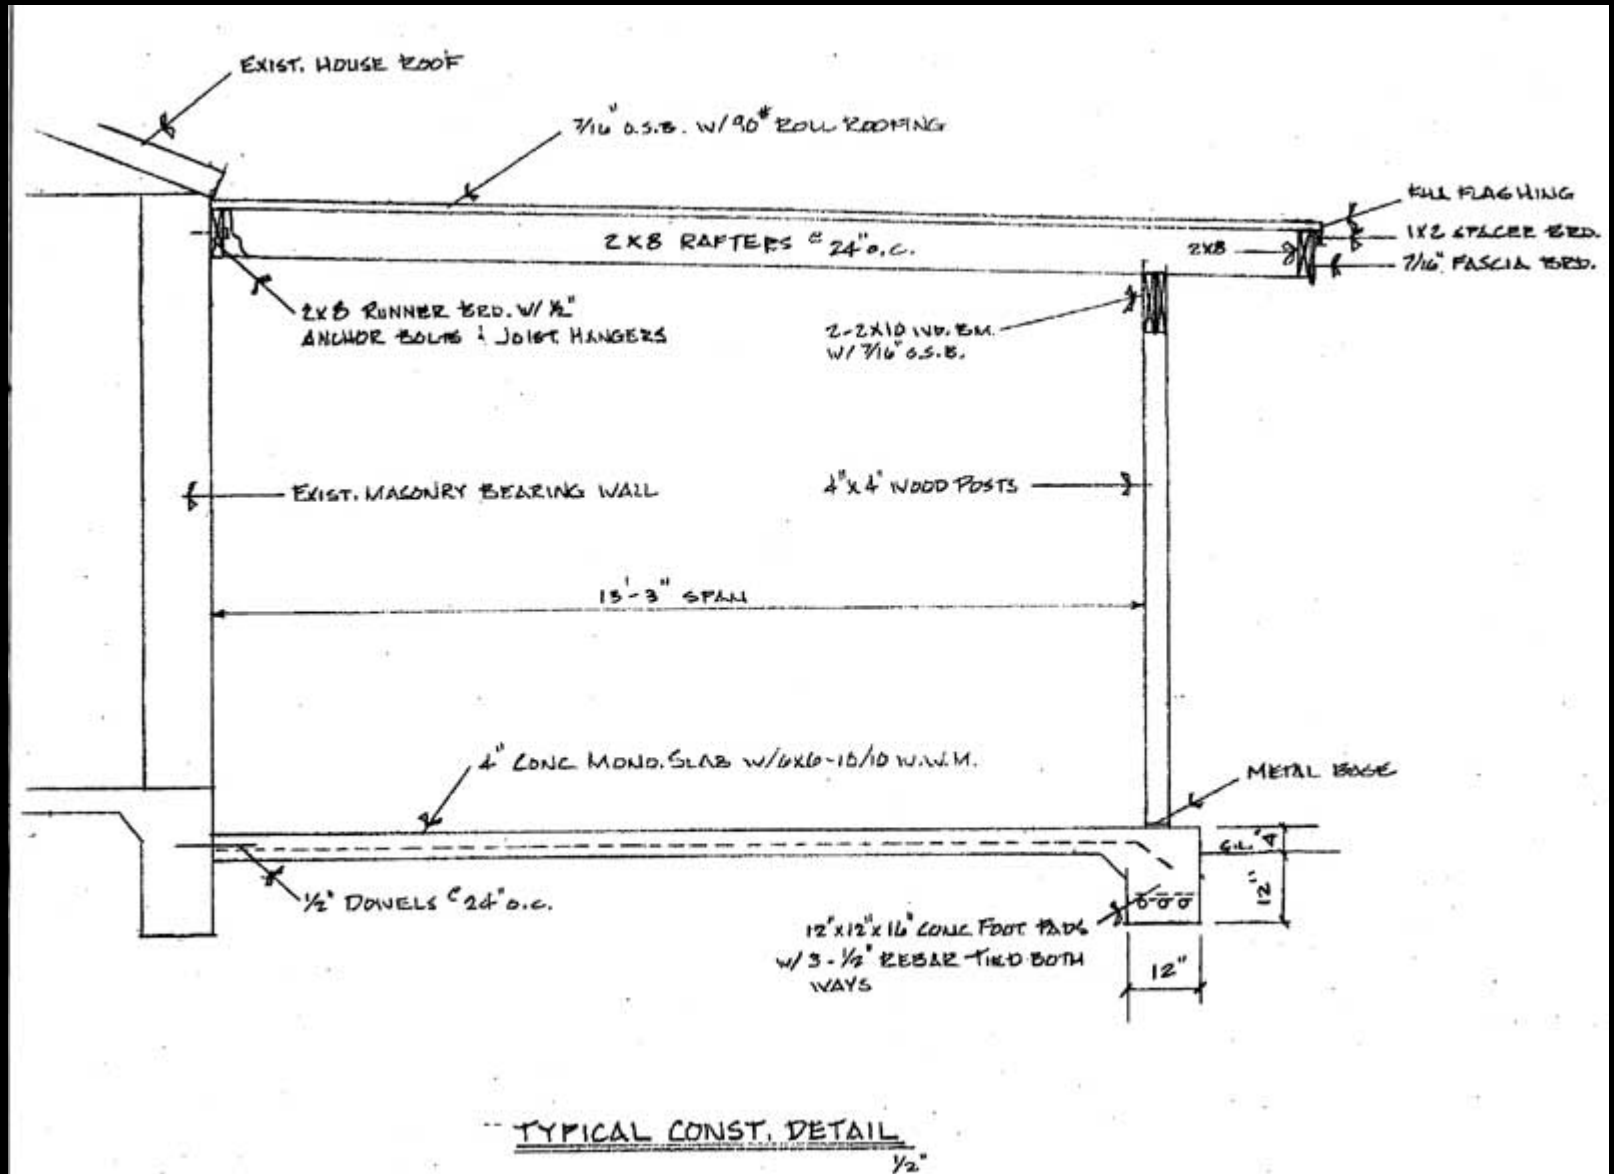 EXIST. HOUSE ROOF
7/16" O.S.B. W/ 90# ROLL ROOFING
FLASHING
1X2 SPACER BRD.
7/16" FASCIA BRD.
2X8 RAFTERS @ 24" O.C.
2X8
2X8 RUNNER BRD. W/ ½"
ANCHOR BOLTS & JOIST HANGERS
2-2X10 WD. BM.
W/ 7/16" O.S.B.
EXIST. MASONRY BEARING WALL
4"X4" WOOD POSTS
13'-3" SPAN
4" CONC MONO. SLAB W/6X6-10/10 W.W.M.
METAL BASE
G.L. 4"
12"
½" DOWELS @ 24" O.C.
12"X12"X16" CONC FOOT PADS
W/ 3-½" REBAR TIED BOTH
WAYS
12"
TYPICAL CONST. DETAIL
½"